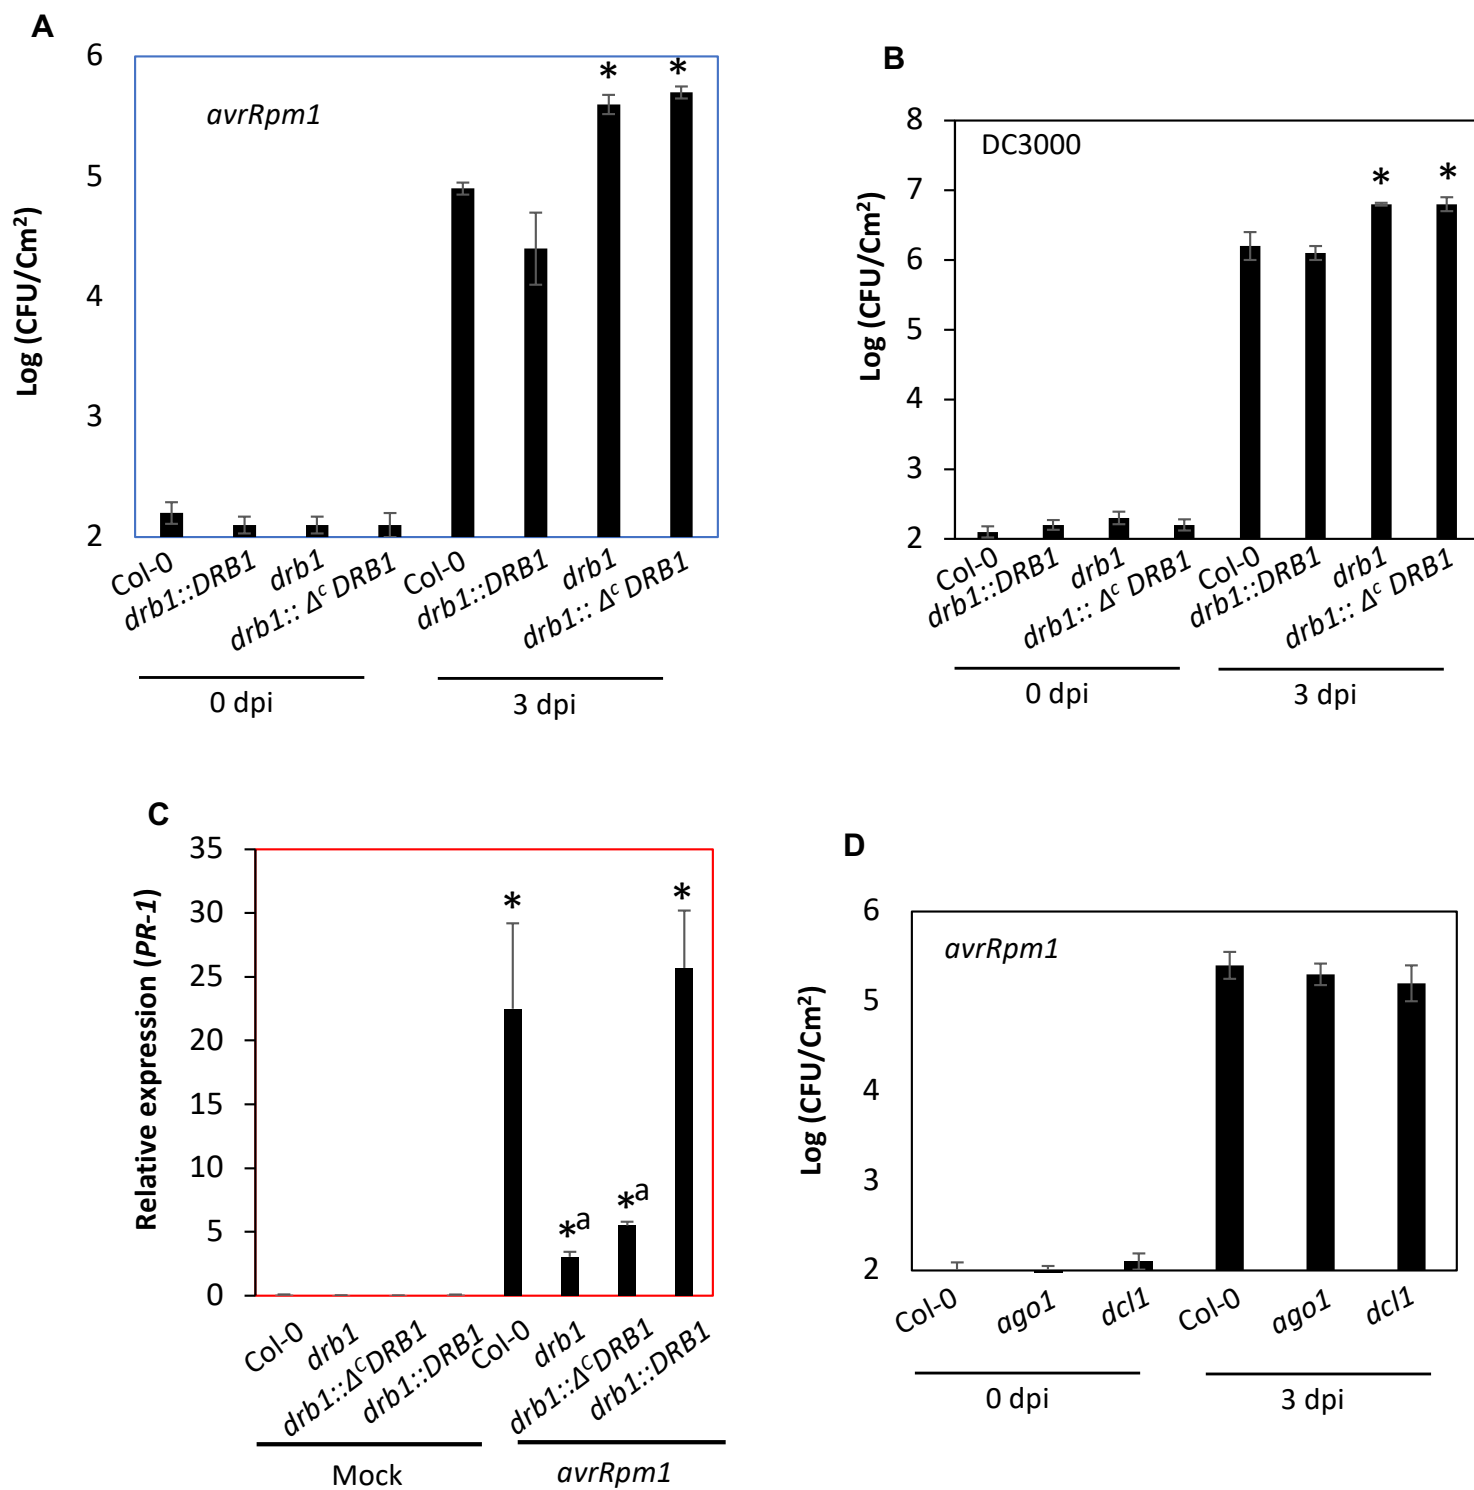 A
6
5
4
3
2
Log (CFU/Cm²)
avrRpm1
* *
Col-0 drb1::DRB1 drb1 drb1:: Δᶜ DRB1 Col-0 drb1::DRB1 drb1 drb1:: Δᶜ DRB1
0 dpi 3 dpi
B
8
7
6
5
4
3
2
Log (CFU/Cm²)
DC3000
* *
Col-0 drb1::DRB1 drb1 drb1:: Δᶜ DRB1 Col-0 drb1::DRB1 drb1 drb1:: Δᶜ DRB1
0 dpi 3 dpi
C
35
30
25
20
15
10
5
0
Relative expression (PR-1)
* *a *a *
Col-0 drb1 drb1::ΔᶜDRB1 drb1::DRB1 Col-0 drb1 drb1::ΔᶜDRB1 drb1::DRB1
Mock avrRpm1
D
6
5
4
3
2
Log (CFU/Cm²)
avrRpm1
Col-0 ago1 dcl1 Col-0 ago1 dcl1
0 dpi 3 dpi